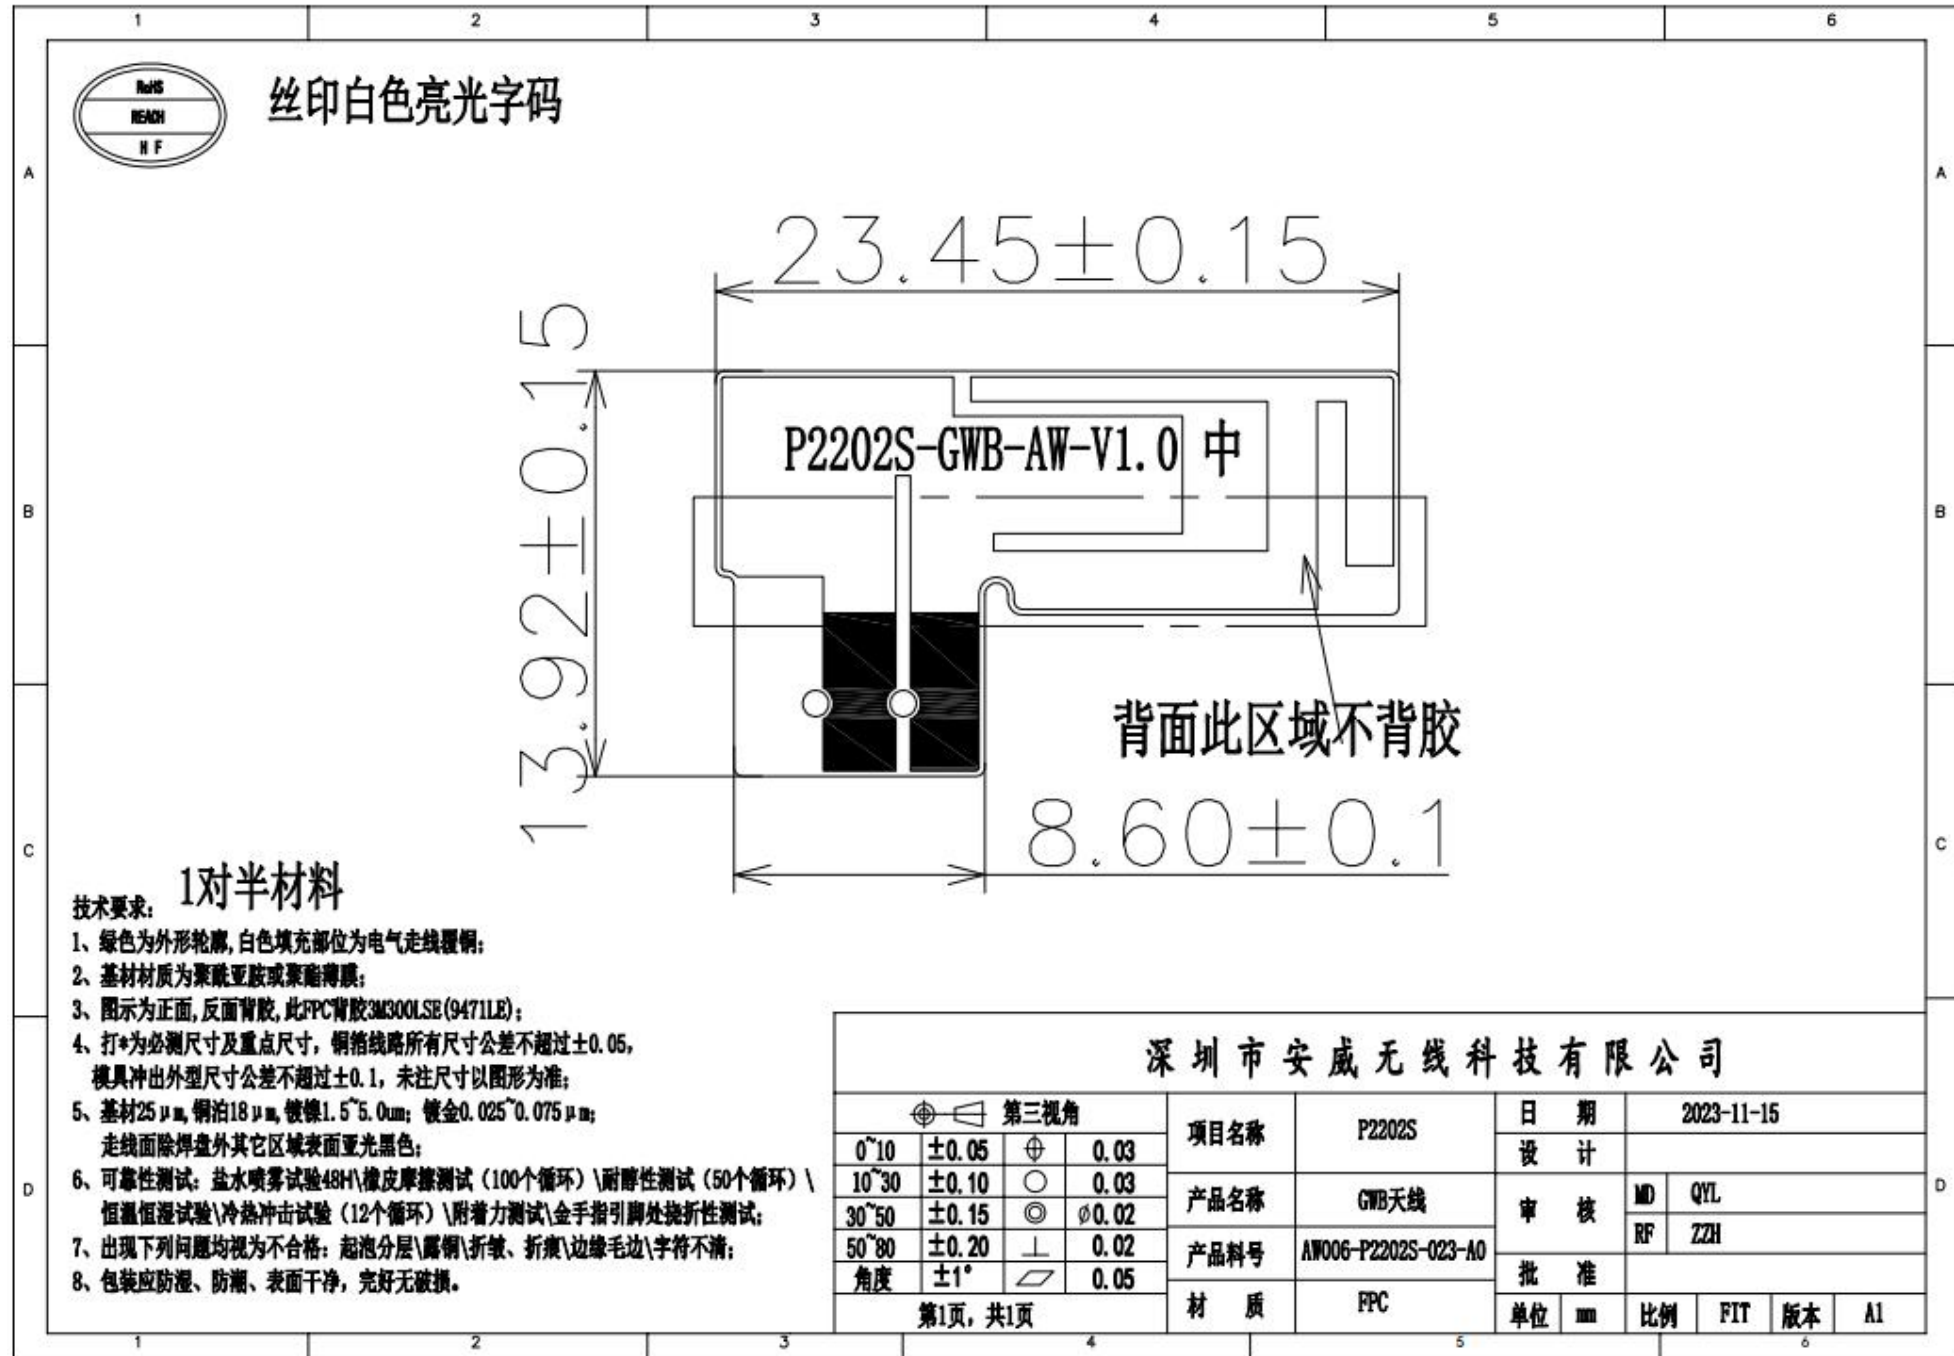 1 2 3 4 5 6
RoHS
REACH
H F
丝印白色亮光字码
A A
23.45±0.15
13.92±0.15
P2202S-GWB-AW-V1.0 中
B B
背面此区域不背胶
8.60±0.1
C C
1对半材料
技术要求:
1、绿色为外形轮廓,白色填充部位为电气走线覆铜;
2、基材材质为聚酰亚胺或聚酯薄膜;
3、图示为正面,反面背胶,此FPC背胶3M300LSE(9471LE);
4、打*为必测尺寸及重点尺寸, 铜箔线路所有尺寸公差不超过±0.05,
模具冲出外型尺寸公差不超过±0.1, 未注尺寸以图形为准;
5、基材25μm,铜泊18μm,镀镍1.5~5.0um; 镀金0.025~0.075μm;
走线面除焊盘外其它区域表面亚光黑色;
6、可靠性测试: 盐水喷雾试验48H\橡皮摩擦测试(100个循环)\耐醇性测试(50个循环)\
恒温恒湿试验\冷热冲击试验(12个循环)\附着力测试\金手指引脚处挠折性测试;
7、出现下列问题均视为不合格: 起泡分层\露铜\折皱、折痕\边缘毛边\字符不清;
8、包装应防湿、防潮、表面干净, 完好无破损。
D D
深圳市安威无线科技有限公司
第三视角
0~10 ±0.05 0.03
10~30 ±0.10 0.03
30~50 ±0.15 ◎ ∅0.02
50~80 ±0.20 ⊥ 0.02
角度 ±1° 0.05
第1页, 共1页
项目名称 P2202S
产品名称 GWB天线
产品料号 AW006-P2202S-023-A0
材 质 FPC
日 期 2023-11-15
设 计
审 核 MD QYL
RF ZZH
批 准
单位 mm 比例 FIT 版本 A1
1 2 3 4 5 6